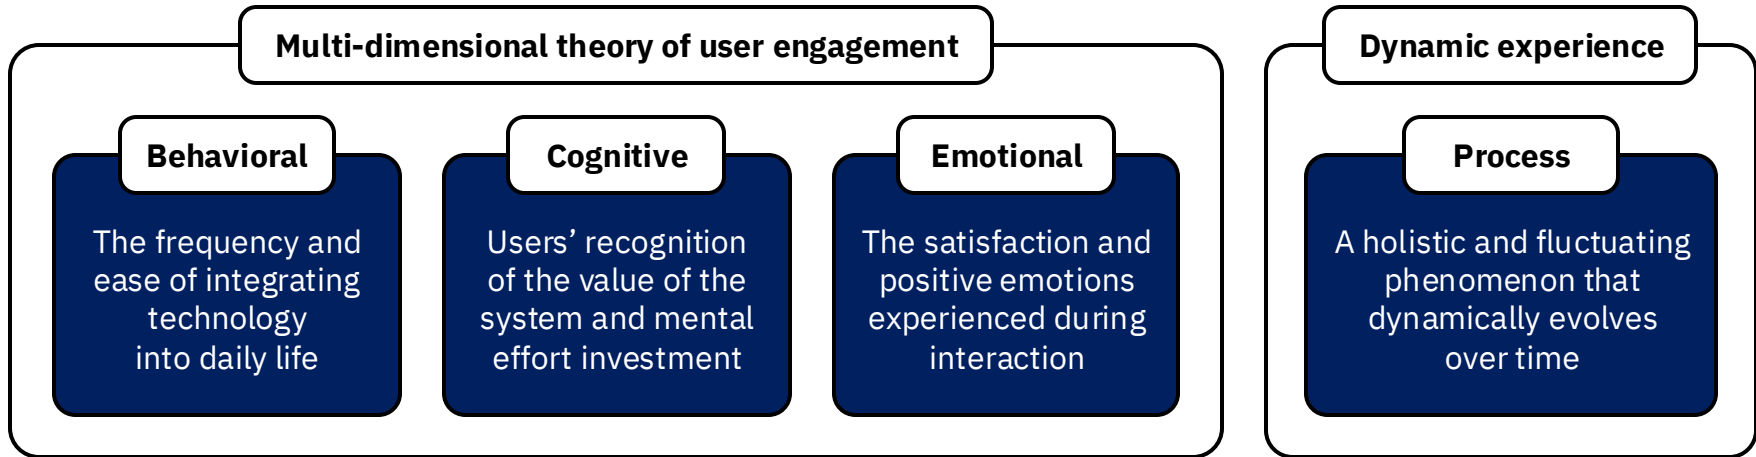 Multi-dimensional theory of user engagement
Behavioral
The frequency and
ease of integrating
technology
into daily life
Cognitive
Users’ recognition
of the value of the
system and mental
effort investment
Emotional
The satisfaction and
positive emotions
experienced during
interaction
Dynamic experience
Process
A holistic and fluctuating
phenomenon that
dynamically evolves
over time